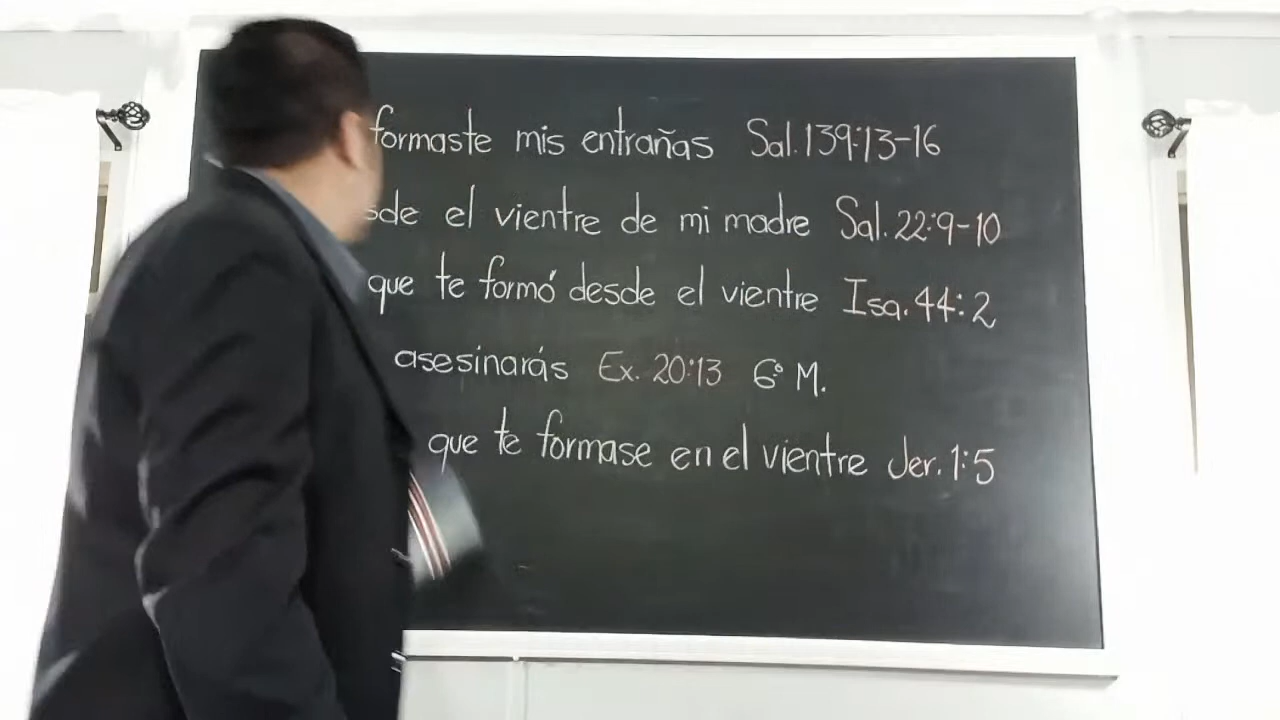 formaste mis entrañas Sal. 139:13-16
sde el vientre de mi madre Sal. 22:9-10
que te formó desde el vientre Isa. 44:2
asesinarás Ex. 20:13 6° M.
que te formase en el vientre Jer. 1:5